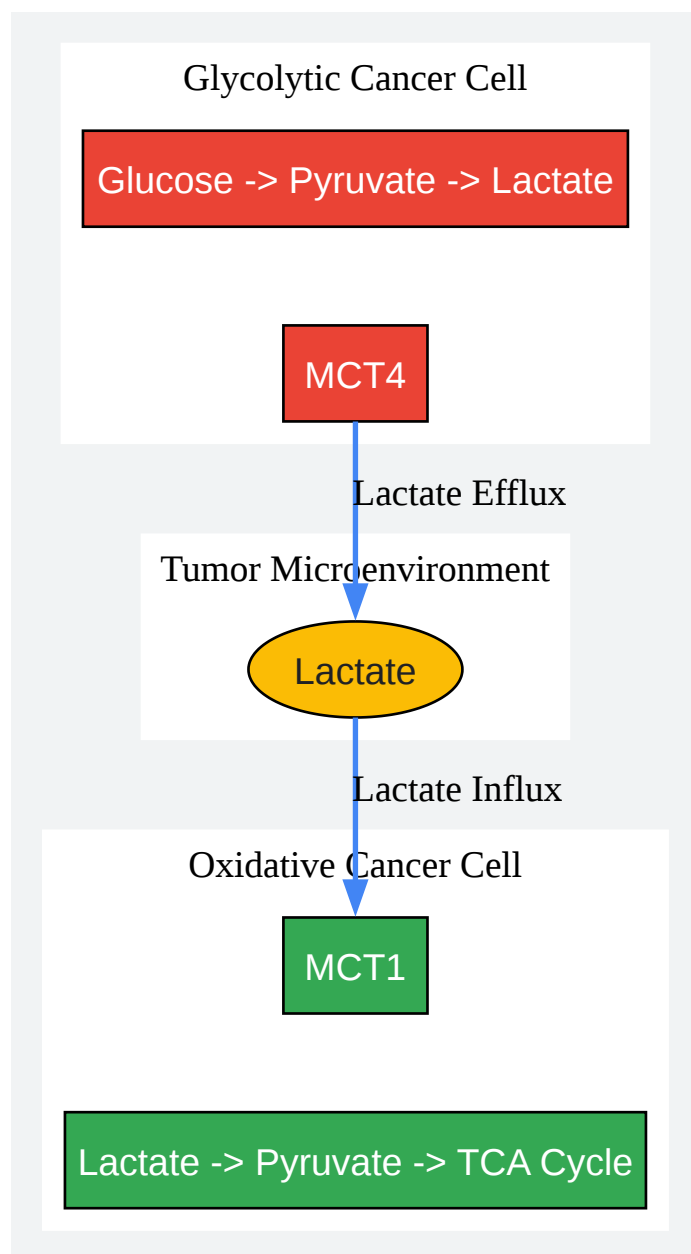 Glycolytic Cancer Cell
Glucose -> Pyruvate -> Lactate
MCT4
Lactate Efflux
Tumor Microenvironment
Lactate
Lactate Influx
Oxidative Cancer Cell
MCT1
Lactate -> Pyruvate -> TCA Cycle